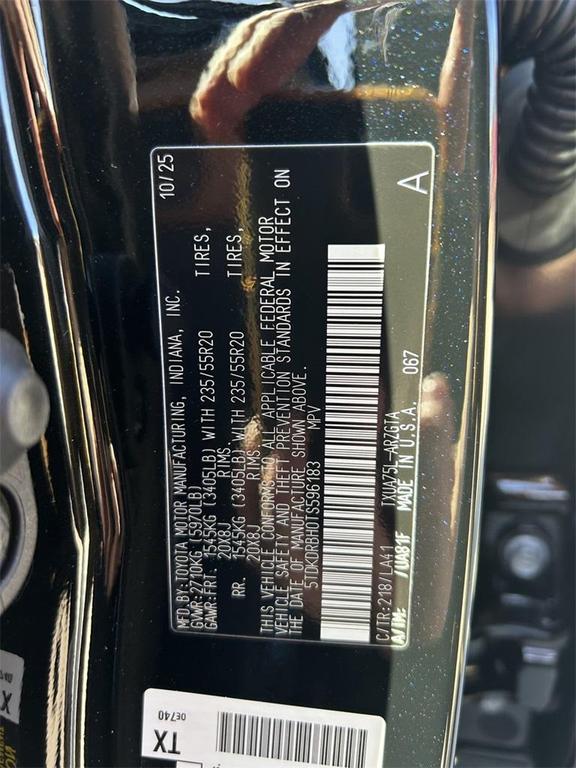 MFD.BY:TOYOTA MOTOR MANUFACTURING, INDIANA, INC. 10/25
GVWR:2710KG (5970LB)
GAWR:FRT. 1545KG (3405LB) WITH 235/55R20 TIRES,
20X8J RIMS
RR. 1545KG (3405LB) WITH 235/55R20 TIRES,
20X8J RIMS
THIS VEHICLE CONFORMS TO ALL APPLICABLE FEDERAL MOTOR
VEHICLE SAFETY AND THEFT PREVENTION STANDARDS IN EFFECT ON
THE DATE OF MANUFACTURE SHOWN ABOVE.
5TDKDRBH0TS596183 MPV
C/TR:218/LA41 TXUA75L-ARZGTA 067
A/TM: /UA81F MADE IN U.S.A. A
TX
0E740
X